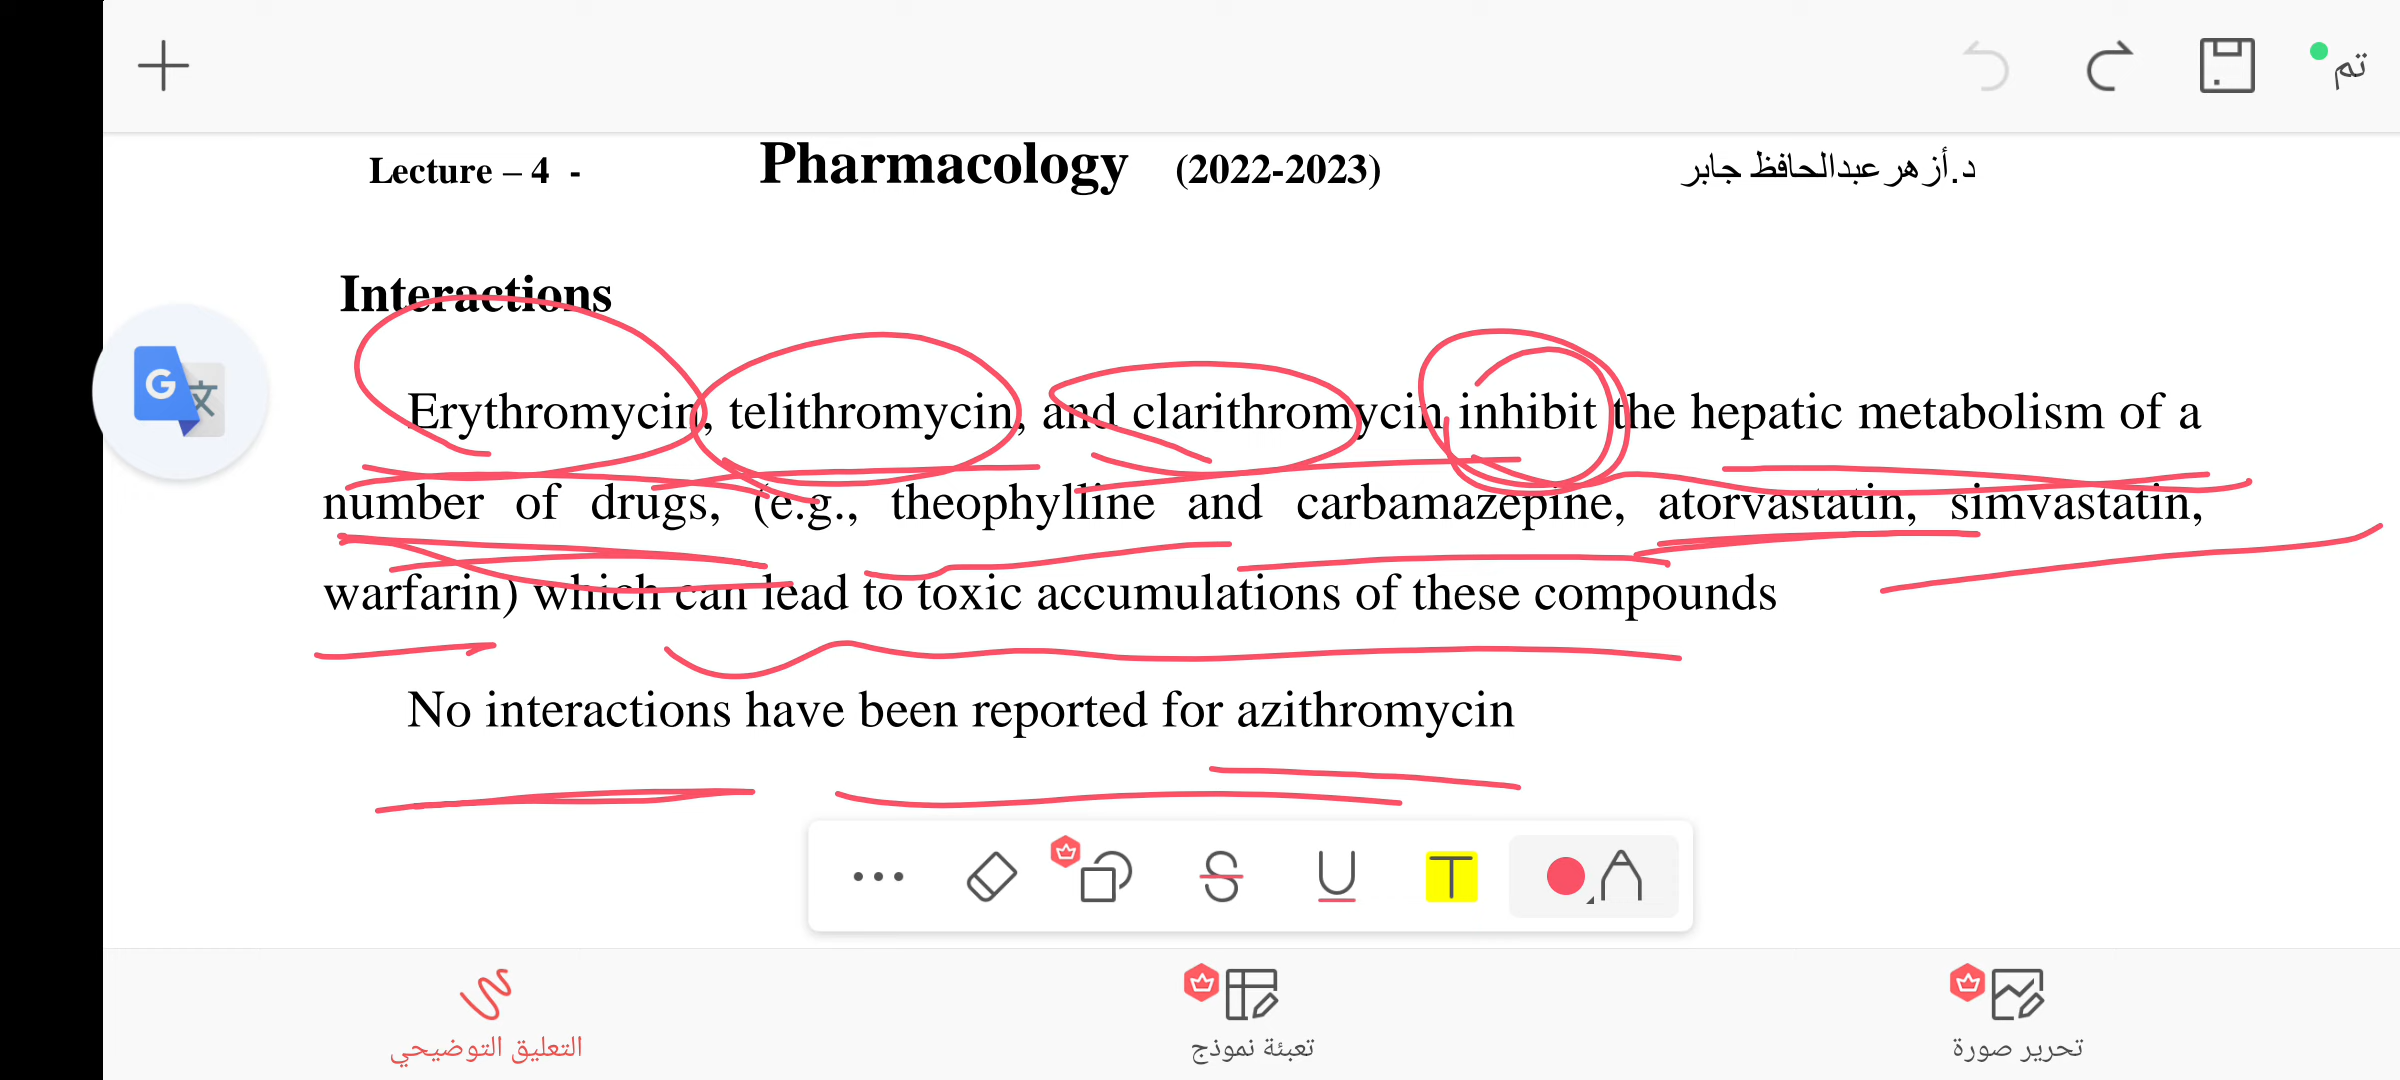 تم
Lecture – 4 - Pharmacology (2022-2023) د.أزهر عبدالحافظ جابر
Interactions
Erythromycin, telithromycin, and clarithromycin inhibit the hepatic metabolism of a
number of drugs, (e.g., theophylline and carbamazepine, atorvastatin, simvastatin,
warfarin) which can lead to toxic accumulations of these compounds
No interactions have been reported for azithromycin
التعليق التوضيحي
تعبئة نموذج
تحرير صورة